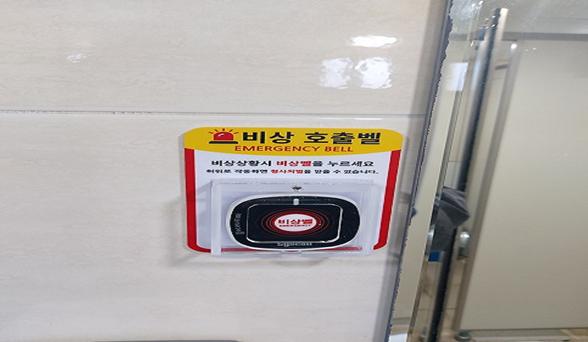 비상 호출벨
EMERGENCY BELL
비상상황시 비상벨을 누르세요
허위로 작동하면 형사처벌을 받을 수 있습니다.
비상벨
EMERGENCY